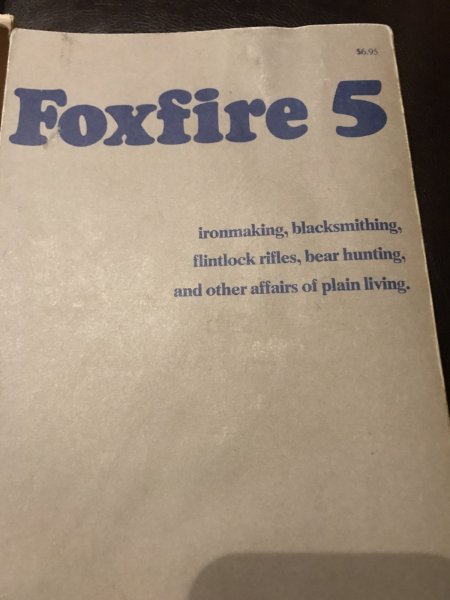 $6.95
Foxfire 5
ironmaking, blacksmithing,
flintlock rifles, bear hunting,
and other affairs of plain living.